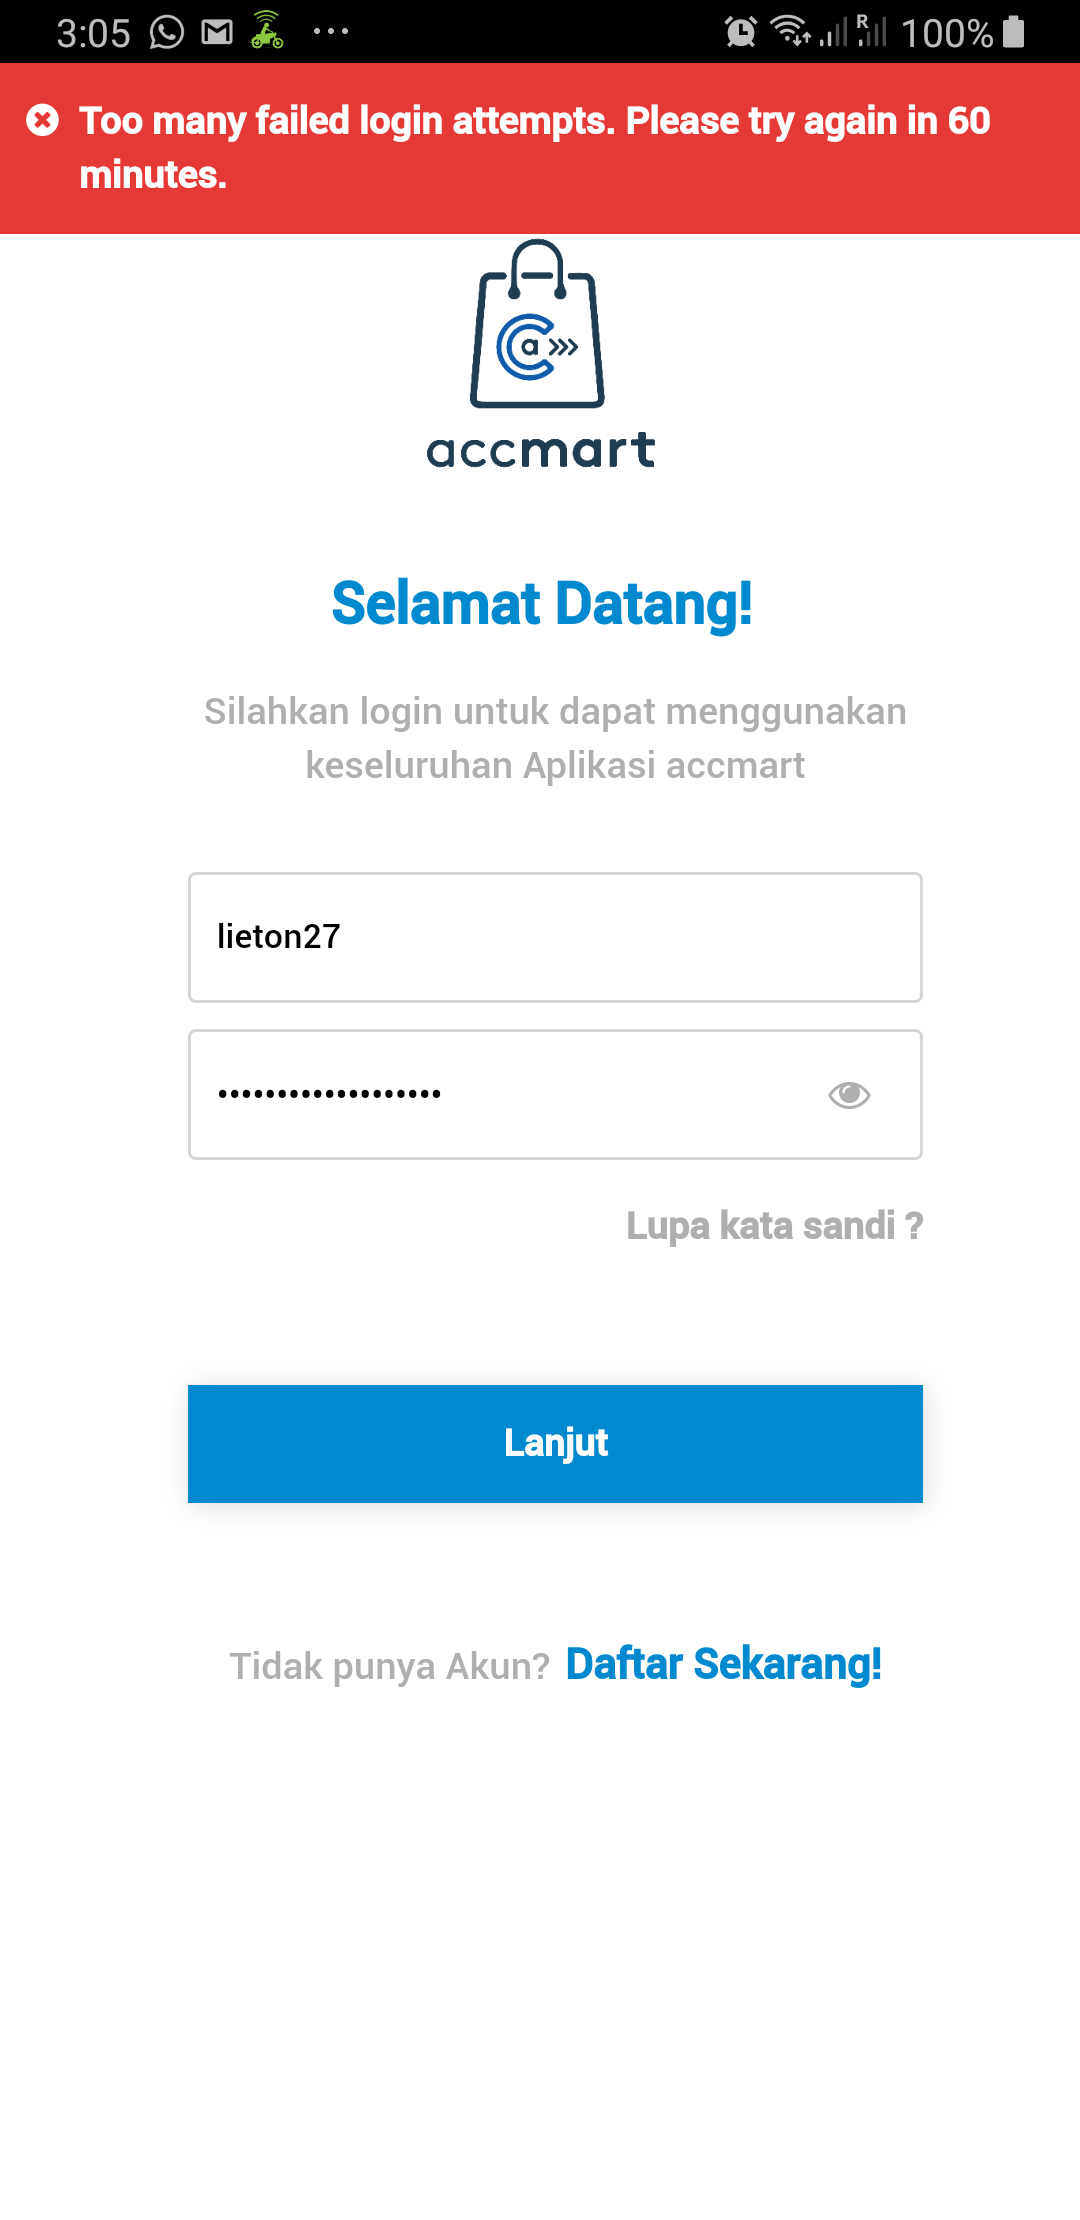 3:05 100%
Too many failed login attempts. Please try again in 60
minutes.
a
accmart
Selamat Datang!
Silahkan login untuk dapat menggunakan
keseluruhan Aplikasi accmart
lieton27
•••••••••••••••••••
Lupa kata sandi ?
Lanjut
Tidak punya Akun? Daftar Sekarang!